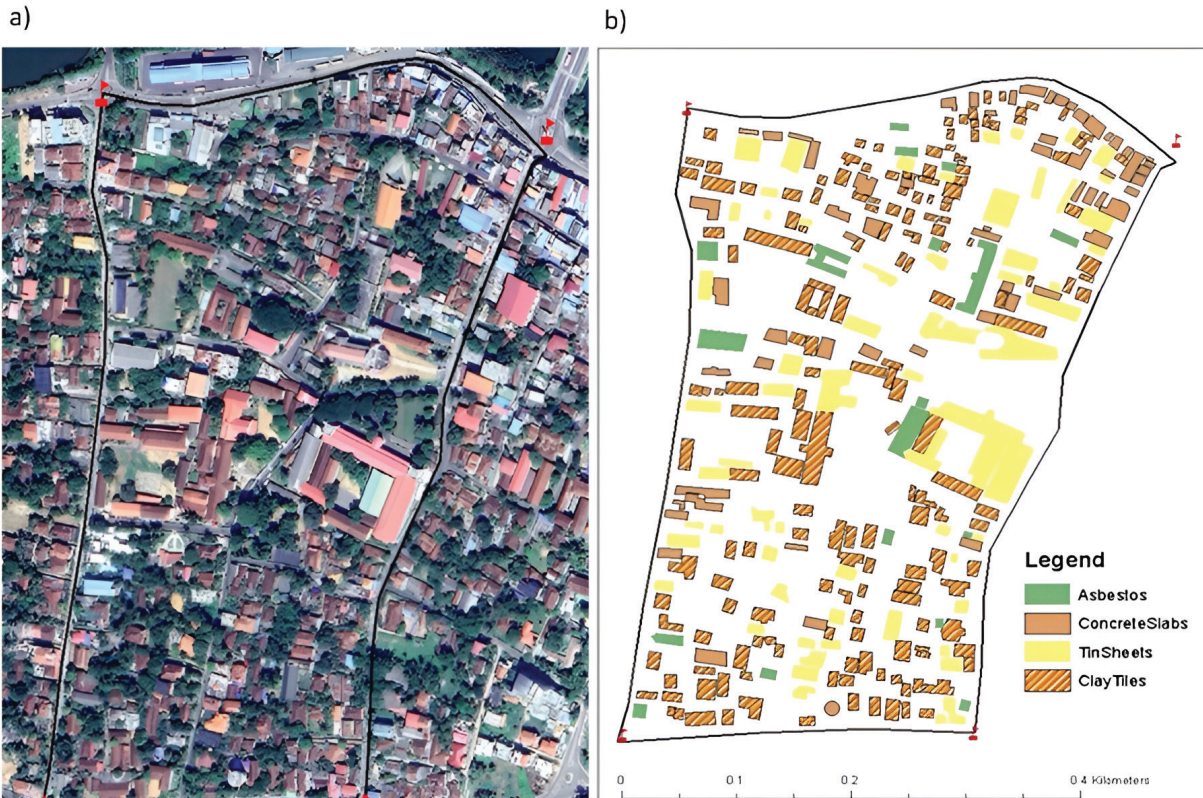 a)
b)
Legend
Asbestos
ConcreteSlabs
TinSheets
ClayTiles
0 0.1 0.2 0.4 Kilometers